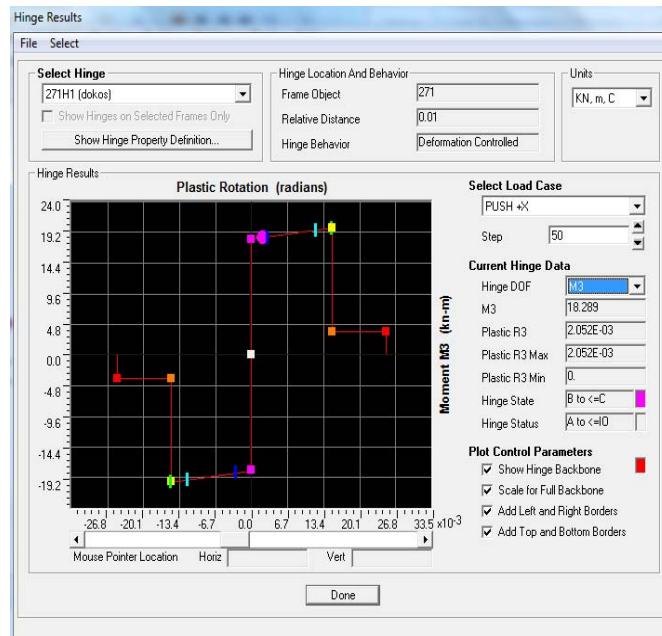 Hinge Results
File Select
Select Hinge
271H1 (dokos)
Show Hinges on Selected Frames Only
Show Hinge Property Definition...
Hinge Location And Behavior
Frame Object 271
Relative Distance 0.01
Hinge Behavior Deformation Controlled
Units
KN, m, C
Hinge Results
Plastic Rotation (radians)
24.0
19.2
14.4
9.6
4.8
0.0
-4.8
-9.6
-14.4
-19.2
-26.8 -20.1 -13.4 -6.7 0.0 6.7 13.4 20.1 26.8 33.5 x10 -3
Moment M3 (kn-m)
Mouse Pointer Location Horiz Vert
Select Load Case
PUSH +X
Step 50
Current Hinge Data
Hinge DOF M3
M3 18.289
Plastic R3 2.052E-03
Plastic R3 Max 2.052E-03
Plastic R3 Min 0.
Hinge State B to <=C
Hinge Status A to <=IO
Plot Control Parameters
Show Hinge Backbone
Scale for Full Backbone
Add Left and Right Borders
Add Top and Bottom Borders
Done